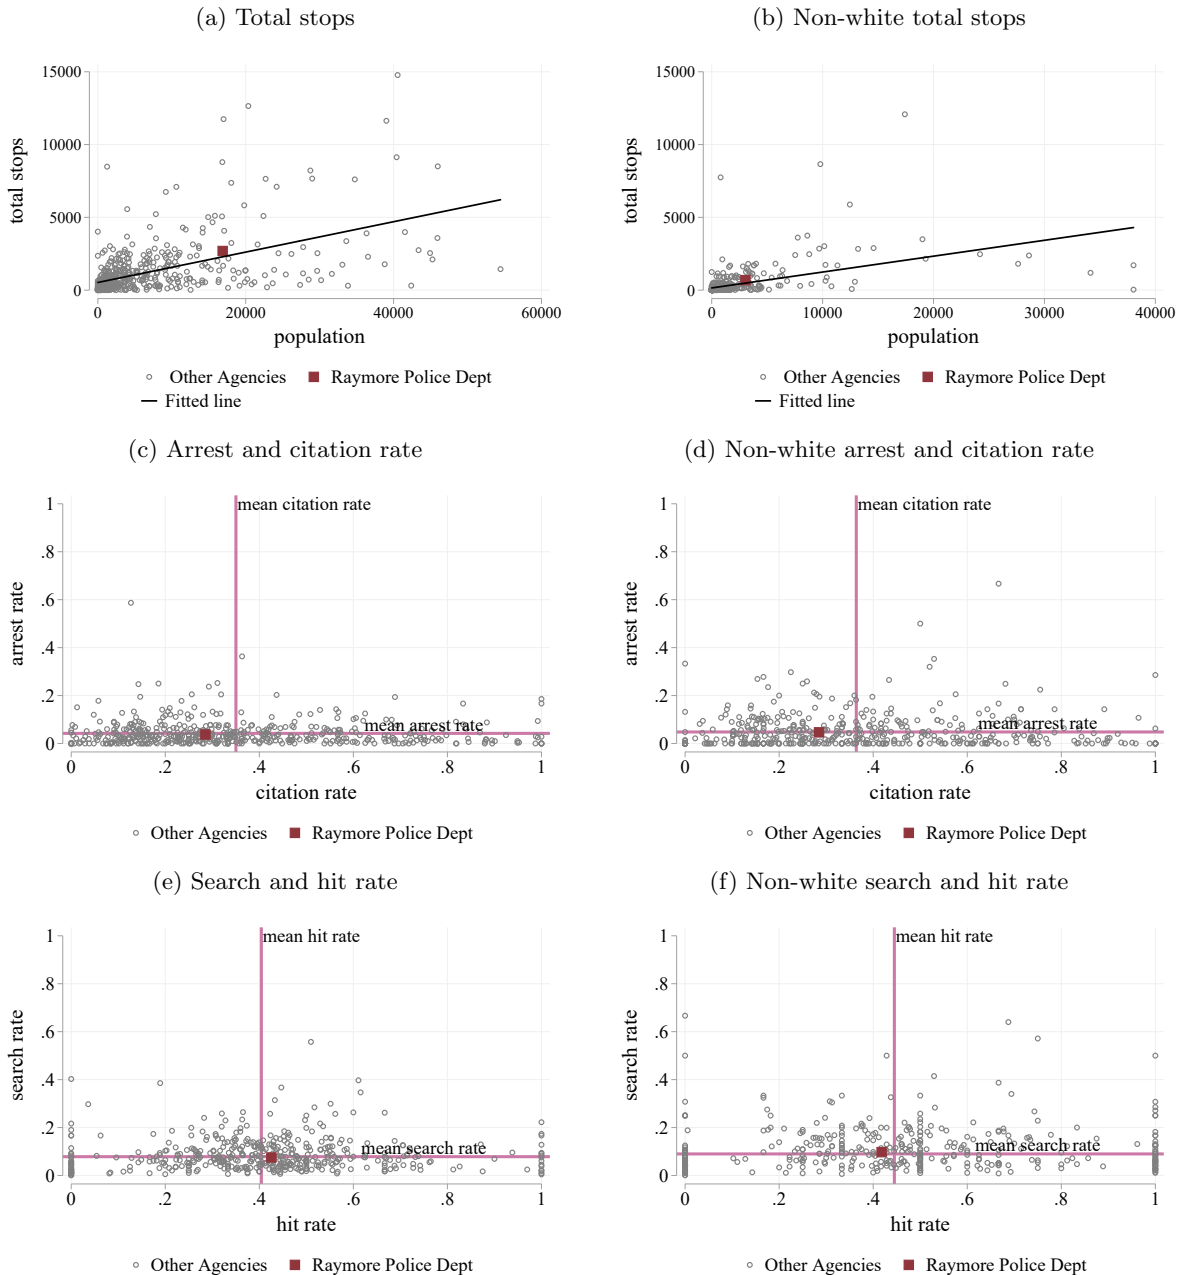 (a) Total stops
(b) Non-white total stops
15000
10000
5000
0
total stops
0 20000 40000 60000
population
Other Agencies Raymore Police Dept
Fitted line
15000
10000
5000
0
total stops
0 10000 20000 30000 40000
population
Other Agencies Raymore Police Dept
Fitted line
(c) Arrest and citation rate
(d) Non-white arrest and citation rate
1
.8
.6
.4
.2
0
arrest rate
mean citation rate
mean arrest rate
0 .2 .4 .6 .8 1
citation rate
Other Agencies Raymore Police Dept
1
.8
.6
.4
.2
0
arrest rate
mean citation rate
mean arrest rate
0 .2 .4 .6 .8 1
citation rate
Other Agencies Raymore Police Dept
(e) Search and hit rate
(f) Non-white search and hit rate
1
.8
.6
.4
.2
0
search rate
mean hit rate
mean search rate
0 .2 .4 .6 .8 1
hit rate
Other Agencies Raymore Police Dept
1
.8
.6
.4
.2
0
search rate
mean hit rate
mean search rate
0 .2 .4 .6 .8 1
hit rate
Other Agencies Raymore Police Dept